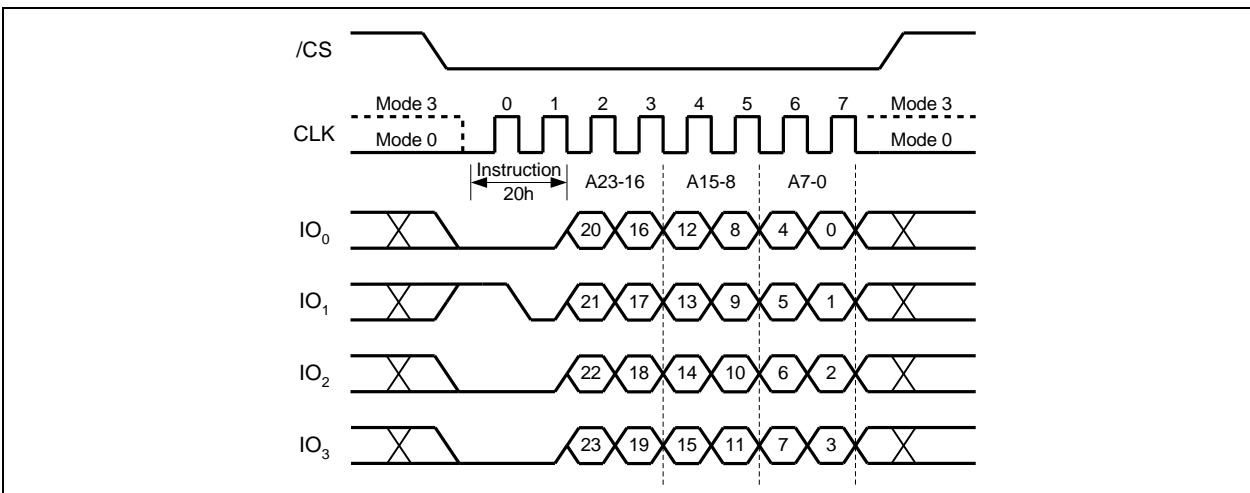 /CS
Mode 3 0 1 2 3 4 5 6 7 Mode 3
CLK
Mode 0 Mode 0
Instruction
20h
A23-16 A15-8 A7-0
IO0 20 16 12 8 4 0
IO1 21 17 13 9 5 1
IO2 22 18 14 10 6 2
IO3 23 19 15 11 7 3